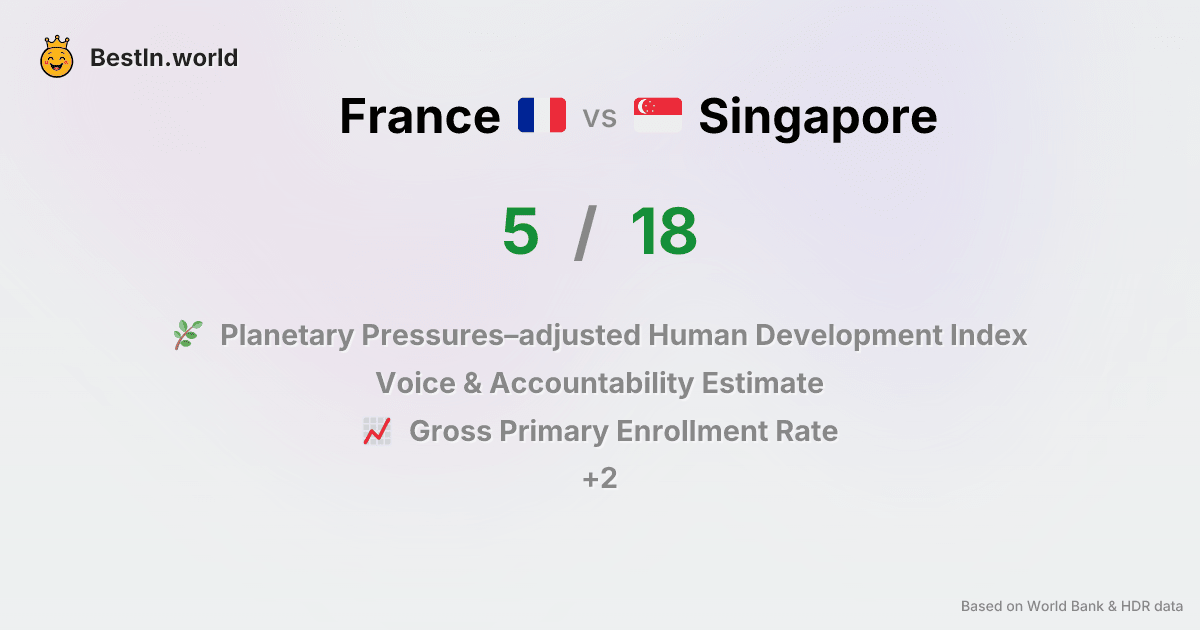 BestIn.world
France vs Singapore
5 / 18
Planetary Pressures–adjusted Human Development Index
Voice & Accountability Estimate
Gross Primary Enrollment Rate
+2
Based on World Bank & HDR data